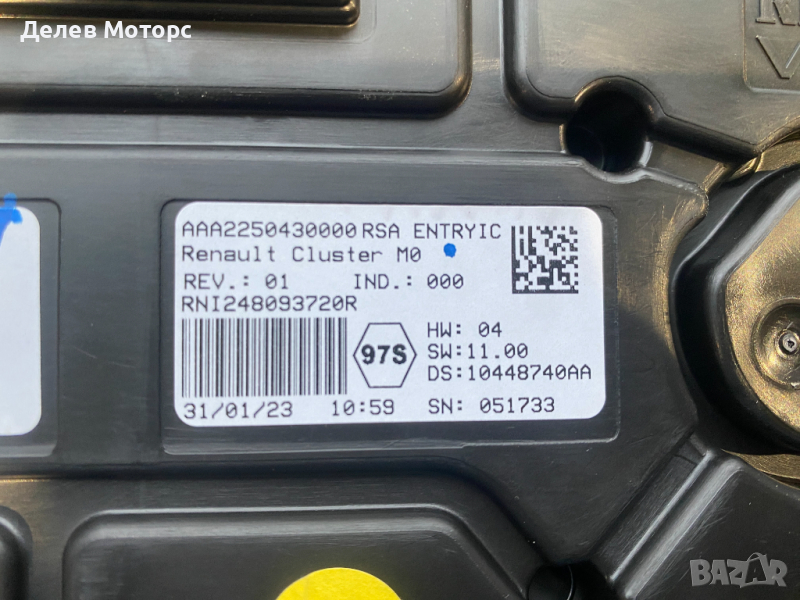 Делев Моторс
AAA2250430000 RSA ENTRYIC
Renault Cluster M0
REV.: 01 IND.: 000
RNI248093720R
97S
HW: 04
SW:11.00
DS:10448740AA
31/01/23 10:59 SN: 051733
BAZAR